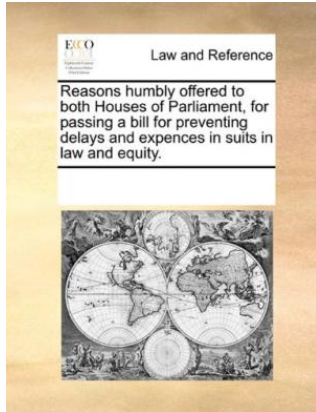 ECCO
Law and Reference
Reasons humbly offered to
both Houses of Parliament, for
passing a bill for preventing
delays and expences in suits in
law and equity.